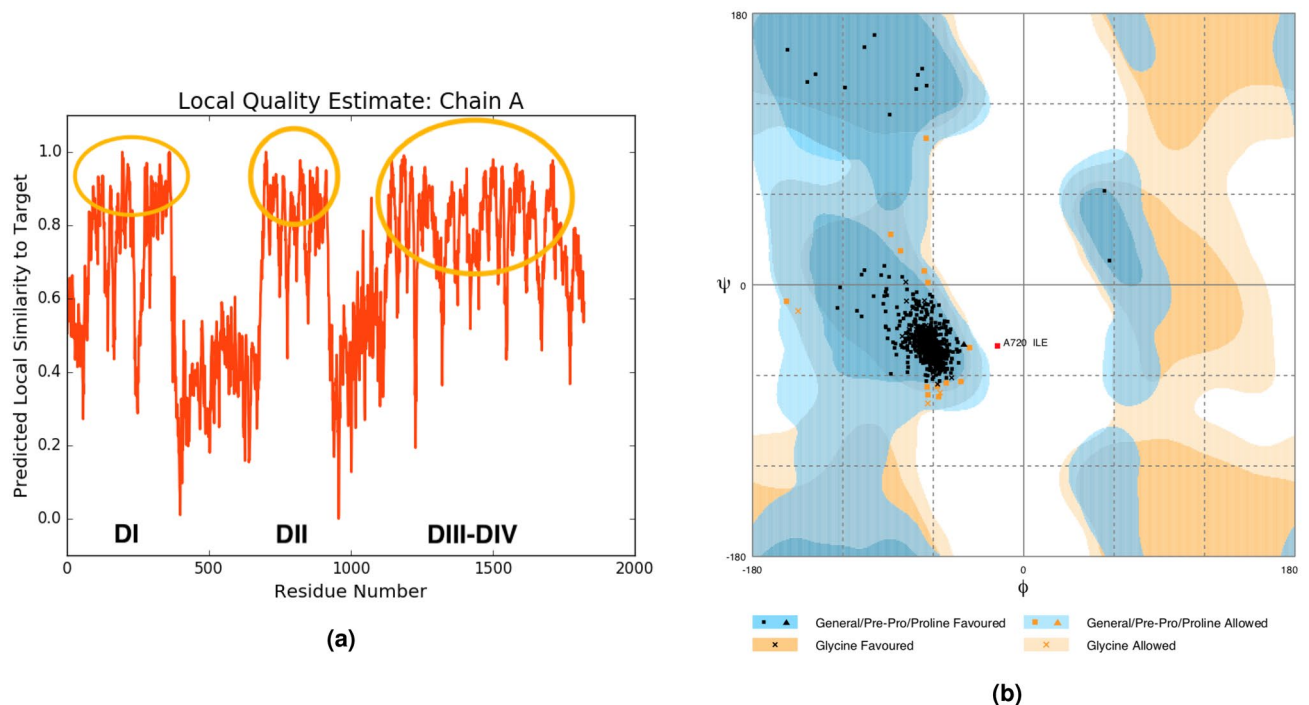 Local Quality Estimate: Chain A
Predicted Local Similarity to Target
1.0
0.8
0.6
0.4
0.2
0.0
DI
DII
DIII-DIV
0
500
1000
1500
2000
Residue Number
(a)
180
ψ
0
A720 ILE
-180
-180
0
180
ϕ
General/Pre-Pro/Proline Favoured
General/Pre-Pro/Proline Allowed
Glycine Favoured
Glycine Allowed
(b)